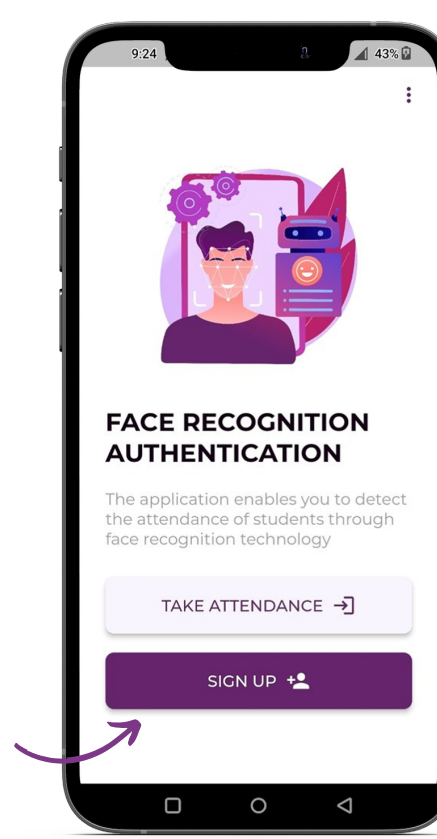 9:24
43%
FACE RECOGNITION
AUTHENTICATION
The application enables you to detect
the attendance of students through
face recognition technology
TAKE ATTENDANCE
SIGN UP